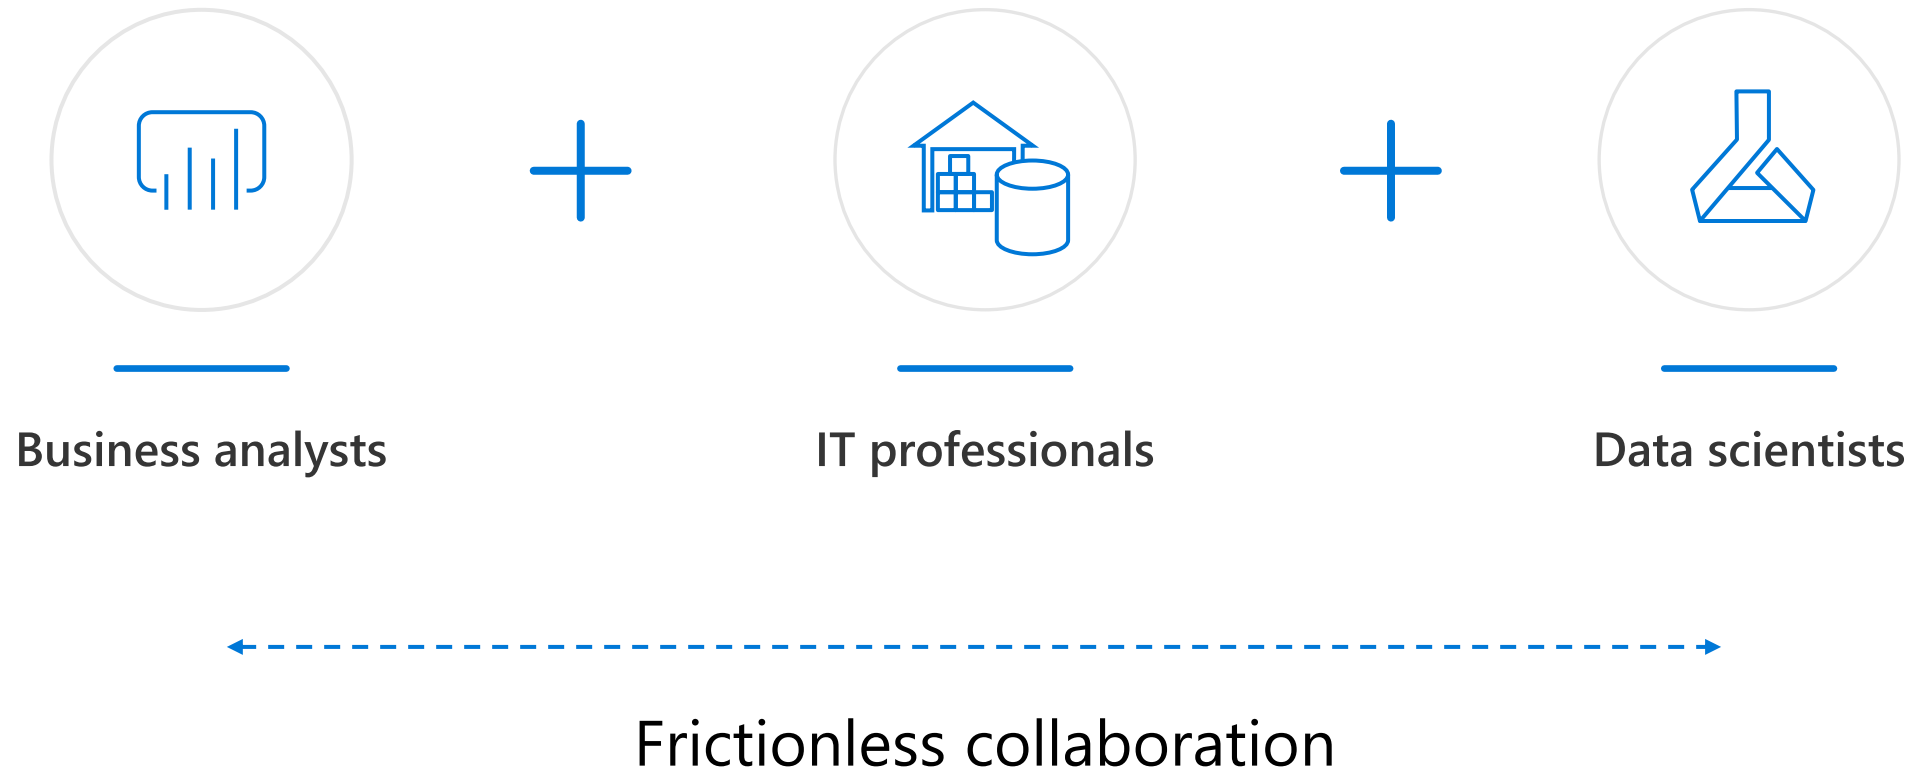 Business analysts
IT professionals
Data scientists
Frictionless collaboration